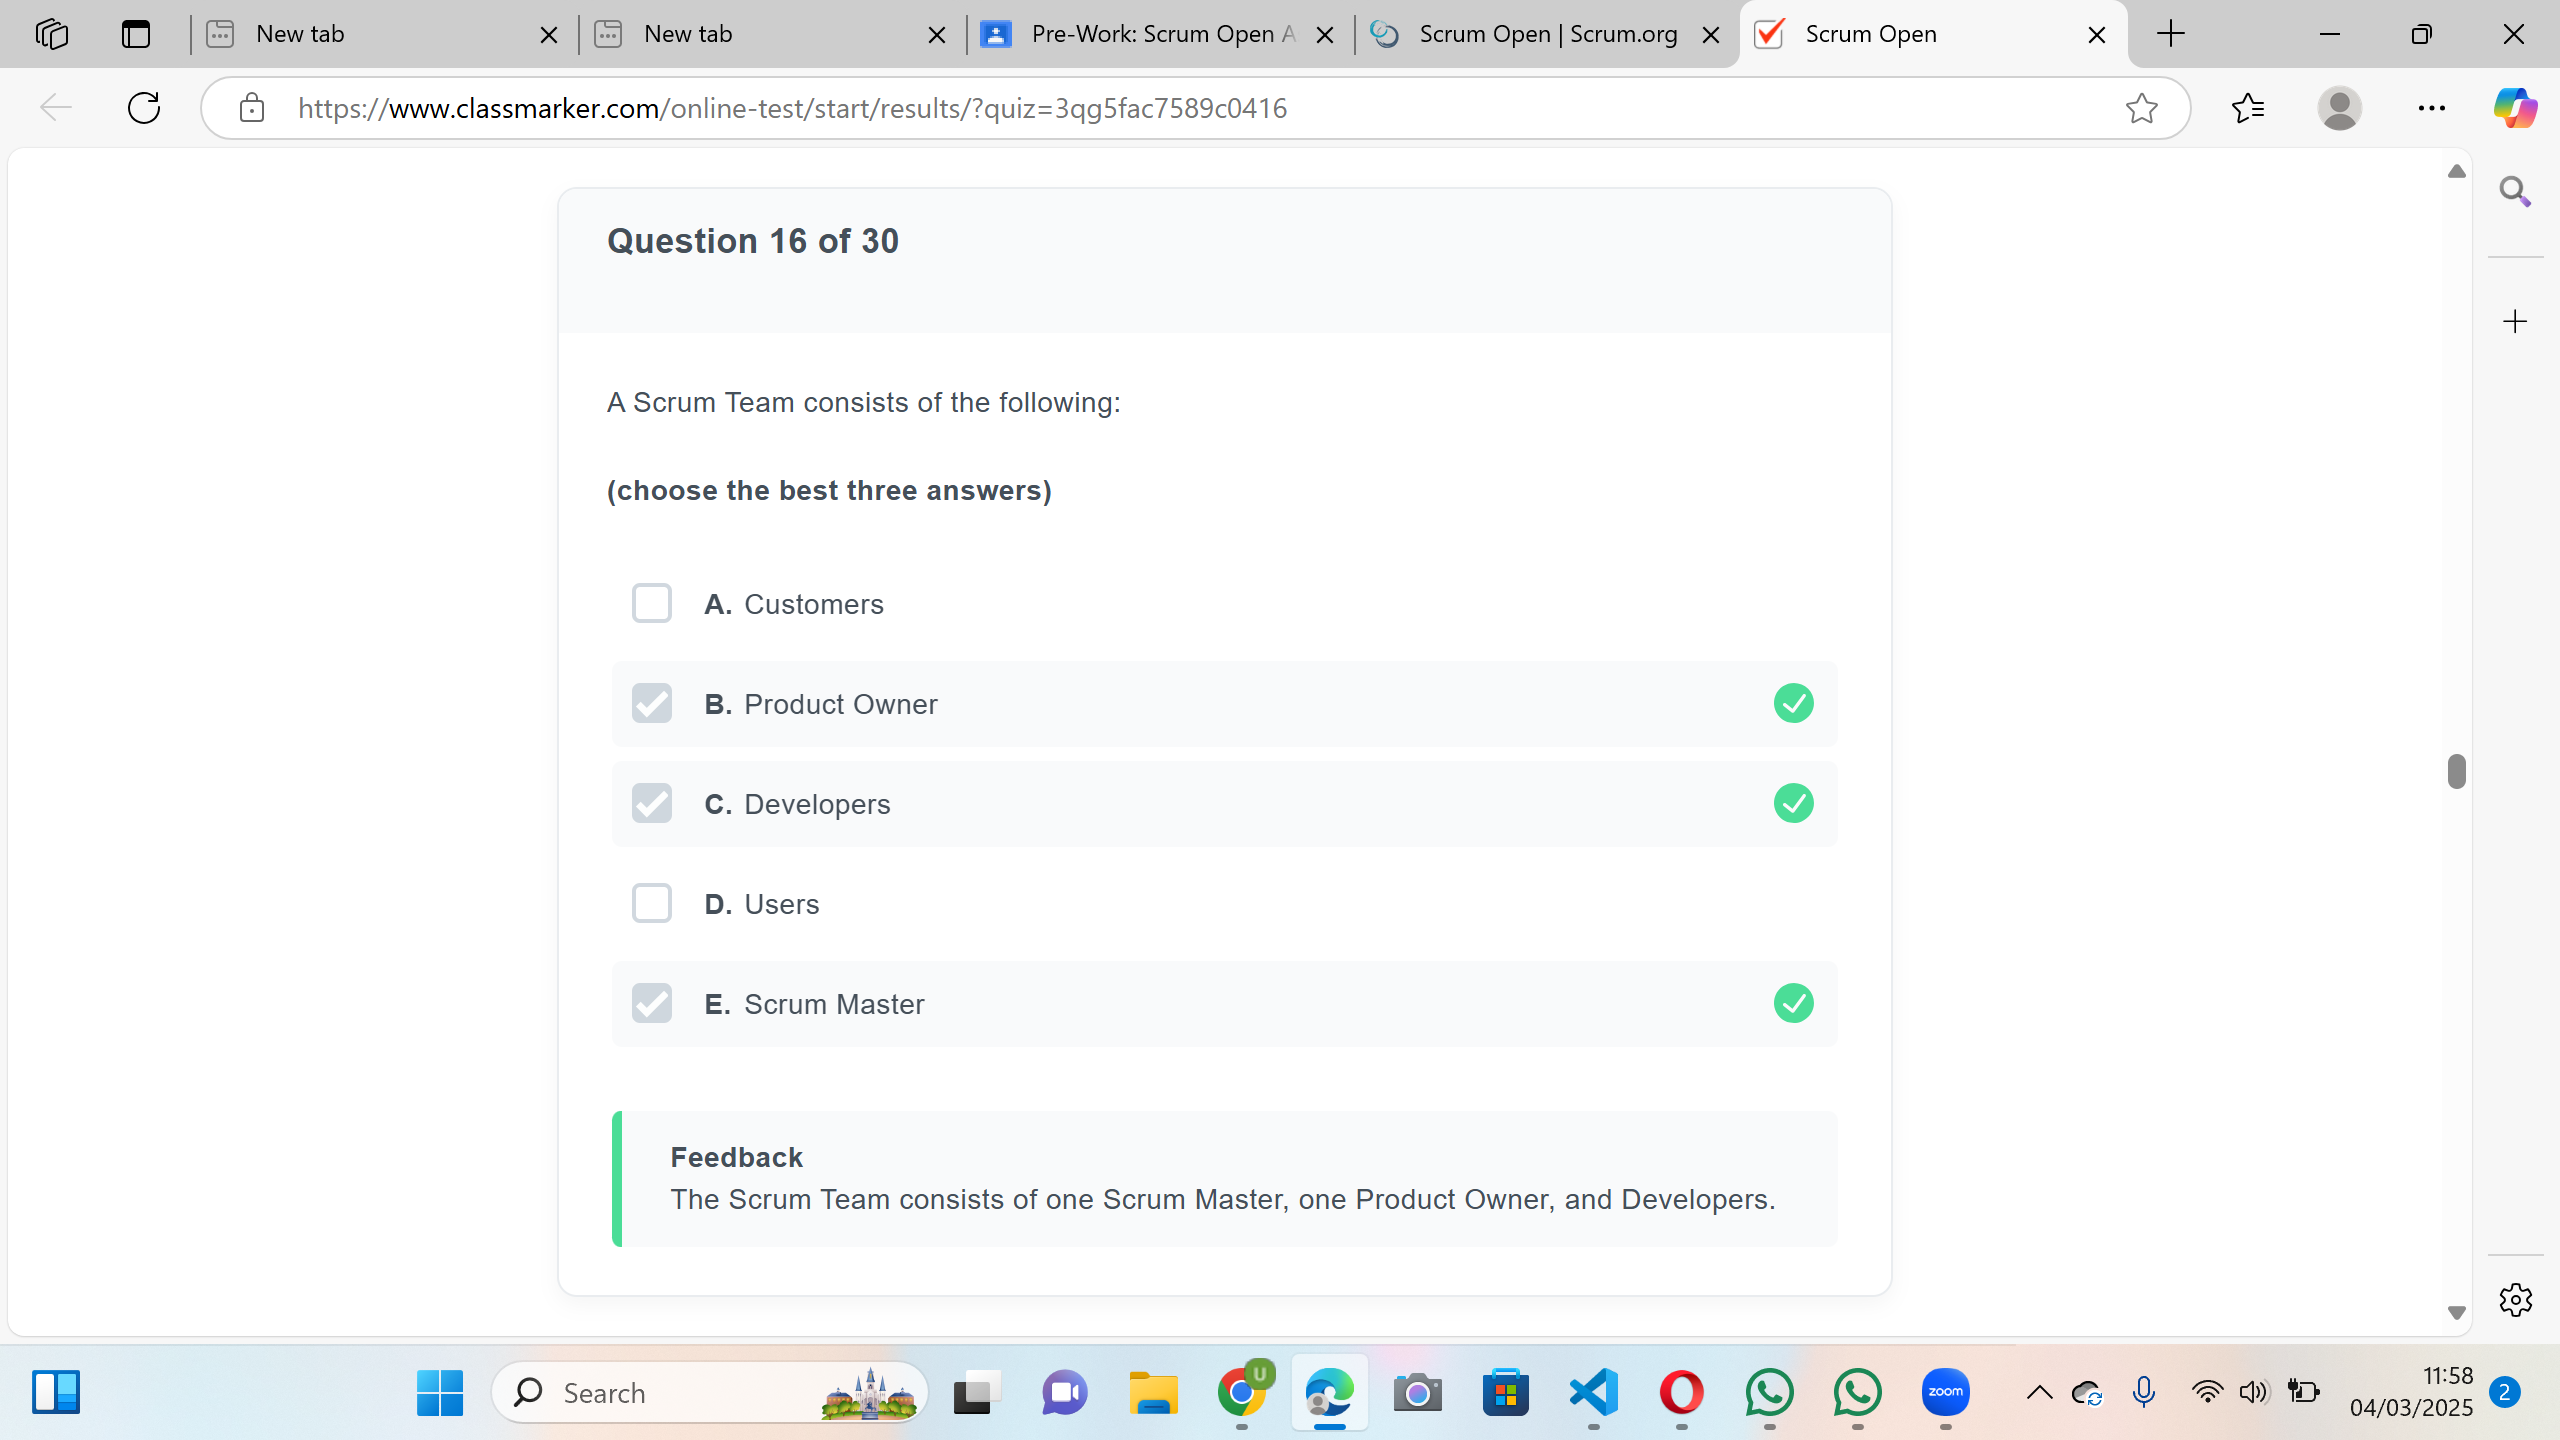 New tab
New tab
Pre-Work: Scrum Open A
Scrum Open | Scrum.org
Scrum Open
https://www.classmarker.com/online-test/start/results/?quiz=3qg5fac7589c0416
Question 16 of 30
A Scrum Team consists of the following:
(choose the best three answers)
A. Customers
B. Product Owner
C. Developers
D. Users
E. Scrum Master
Feedback
The Scrum Team consists of one Scrum Master, one Product Owner, and Developers.
Search
U
zoom
11:58
04/03/2025
2